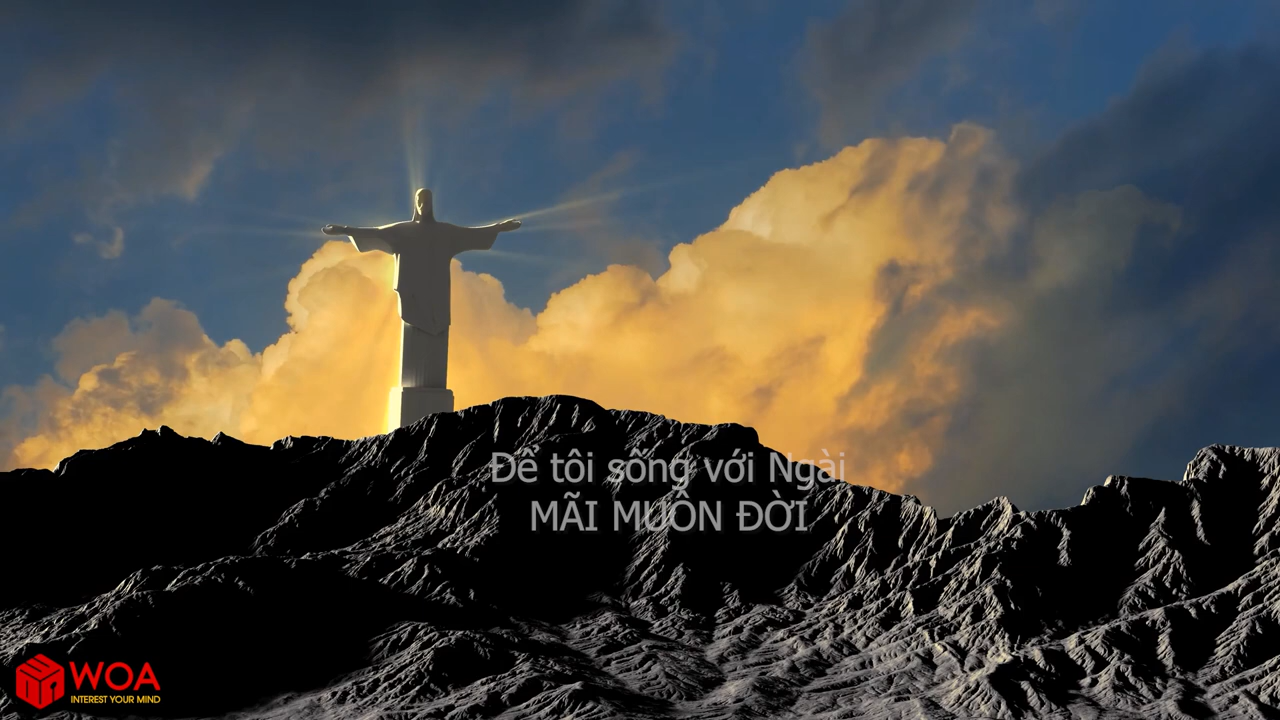 Để tôi sống với Ngài
MÃI MUÔN ĐỜI
WOA
INTEREST YOUR MIND